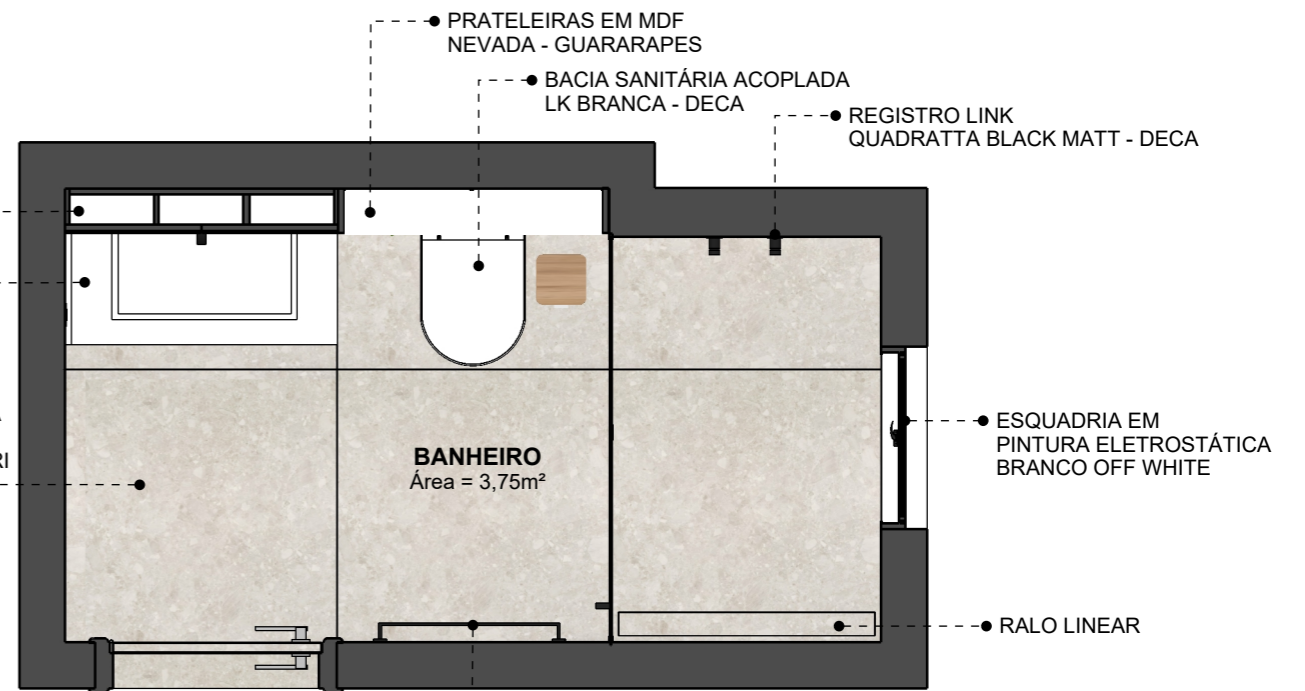 PRATELEIRAS EM MDF
NEVADA - GUARARAPES
BACIA SANITÁRIA ACOPLADA
LK BRANCA - DECA
REGISTRO LINK
QUADRATTA BLACK MATT - DECA
ESQUADRIA EM
PINTURA ELETROSTÁTICA
BRANCO OFF WHITE
BANHEIRO
Área = 3,75m²
RALO LINEAR